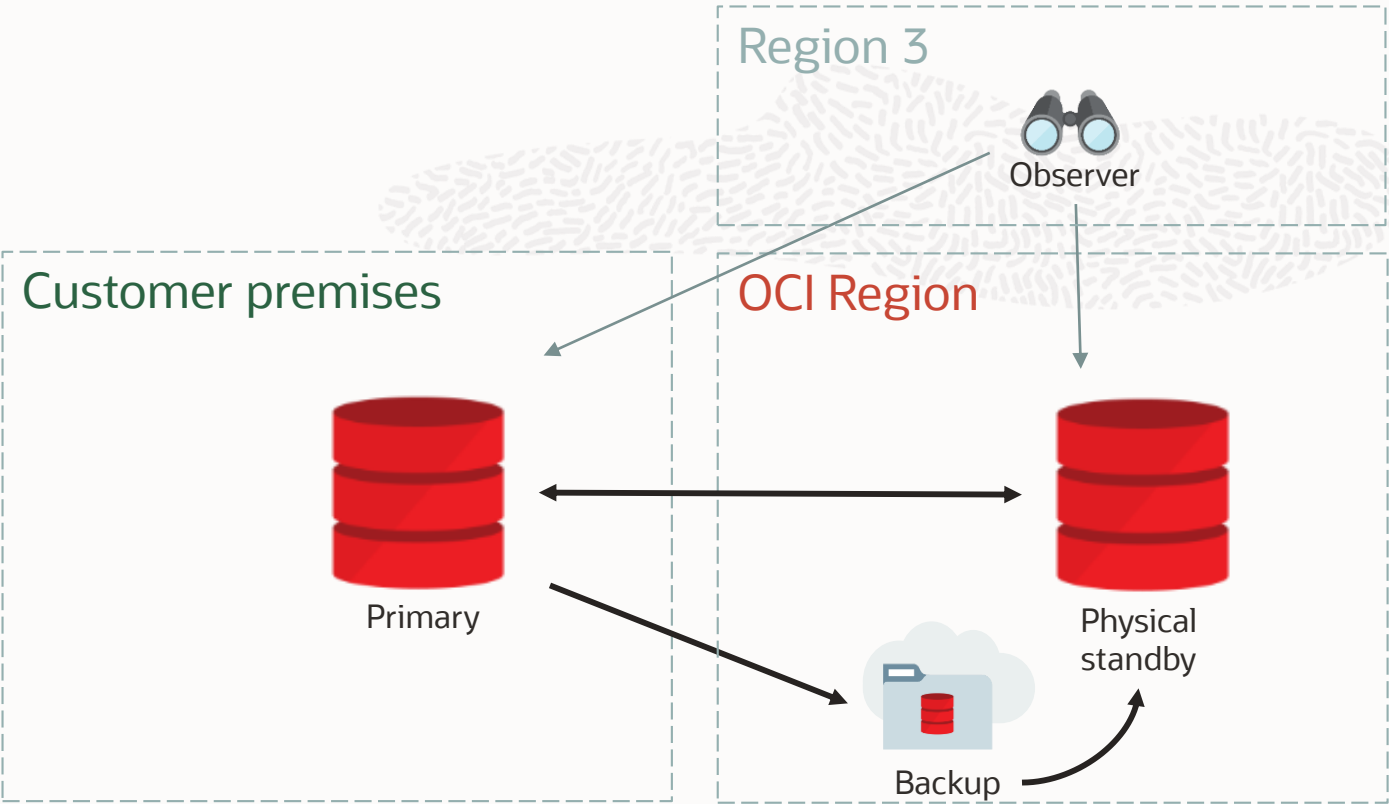 Region 3
Observer
Customer premises
OCI Region
Primary
Physical
standby
Backup